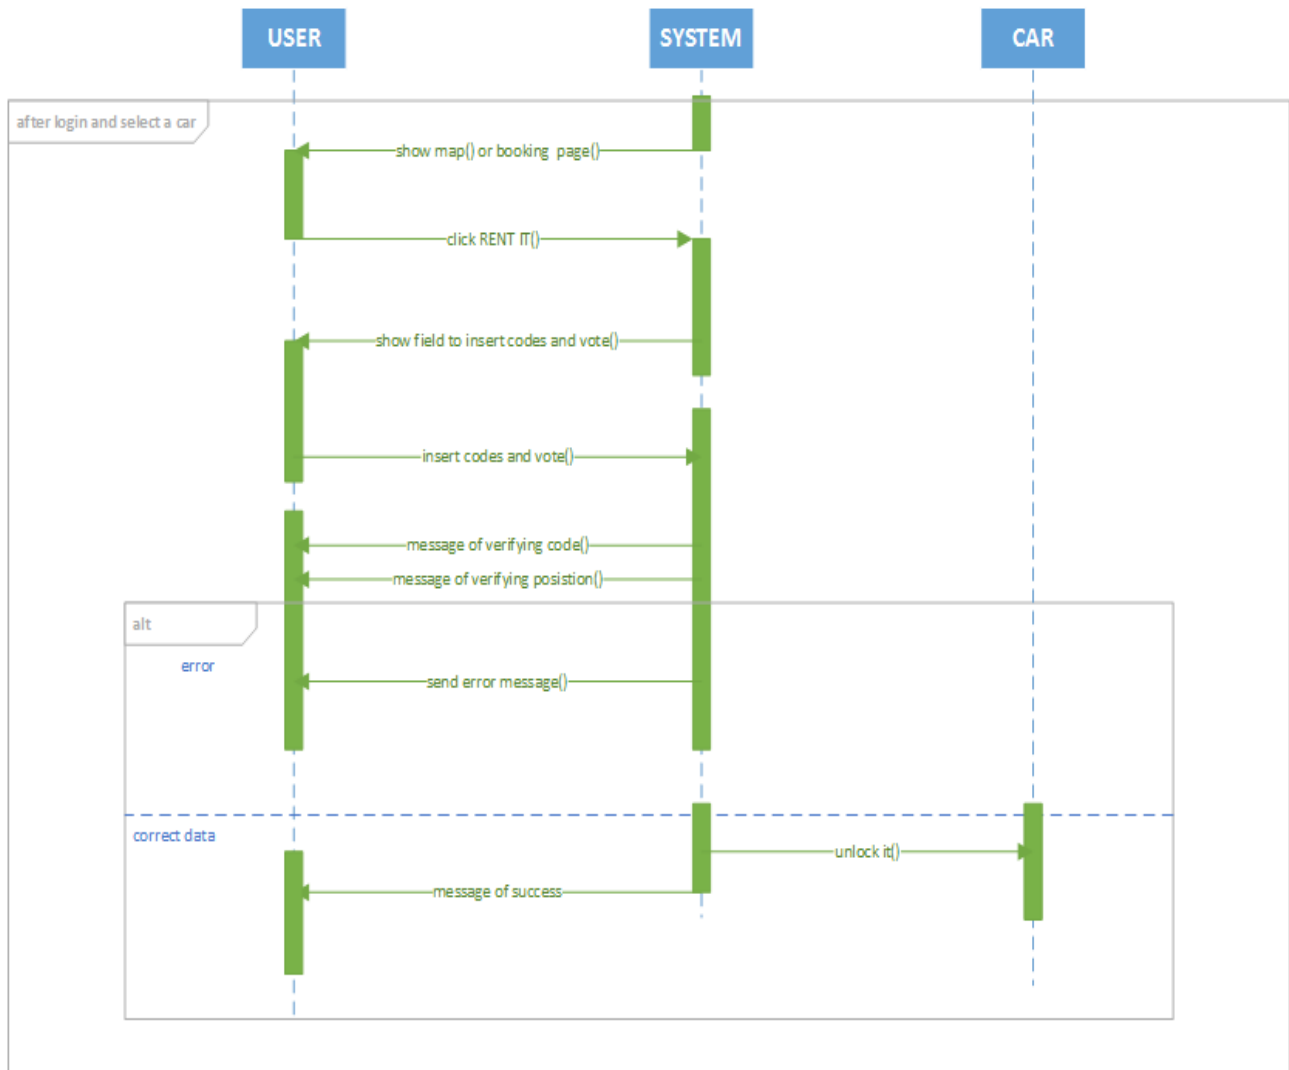 USER
SYSTEM
CAR
after login and select a car
show map() or booking page()
click RENT IT()
show field to insert codes and vote()
insert codes and vote()
message of verifying code()
message of verifying posistion()
alt
error
send error message()
correct data
unlock it()
message of success